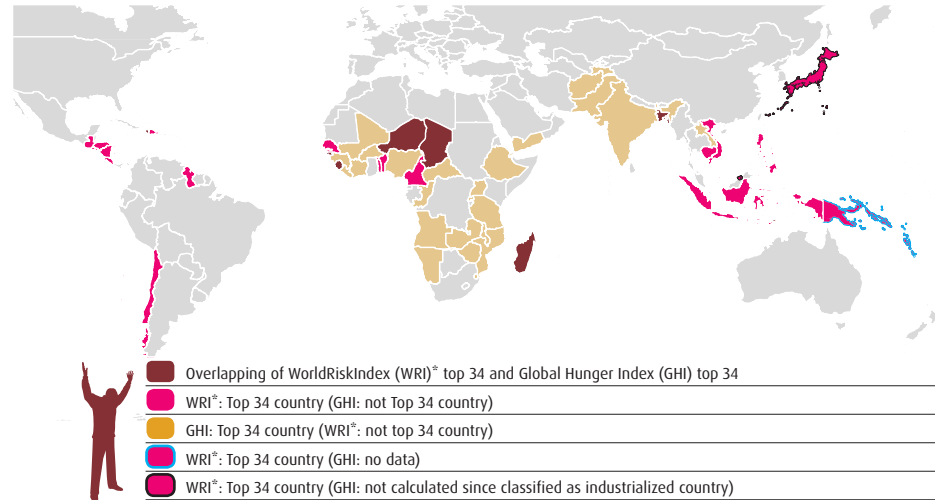 Overlapping of WorldRiskIndex (WRI)* top 34 and Global Hunger Index (GHI) top 34
WRI*: Top 34 country (GHI: not Top 34 country)
GHI: Top 34 country (WRI*: not top 34 country)
WRI*: Top 34 country (GHI: no data)
WRI*: Top 34 country (GHI: not calculated since classified as industrialized country)